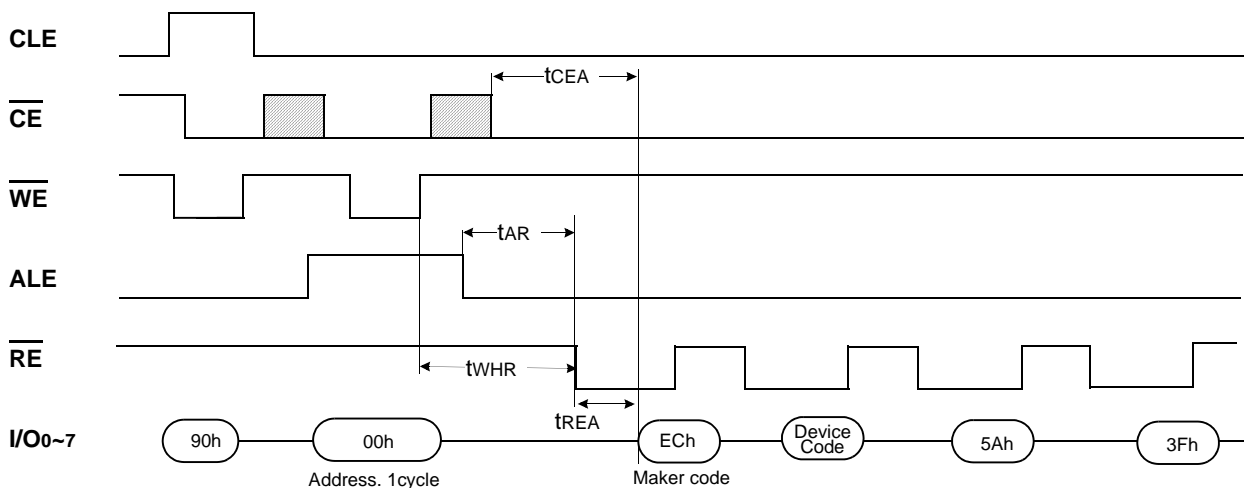 CLE
tCEA
CE
WE
tAR
ALE
RE
tWHR
tREA
I/O0~7
90h
00h
ECh
Device
Code
5Ah
3Fh
Address. 1cycle
Maker code